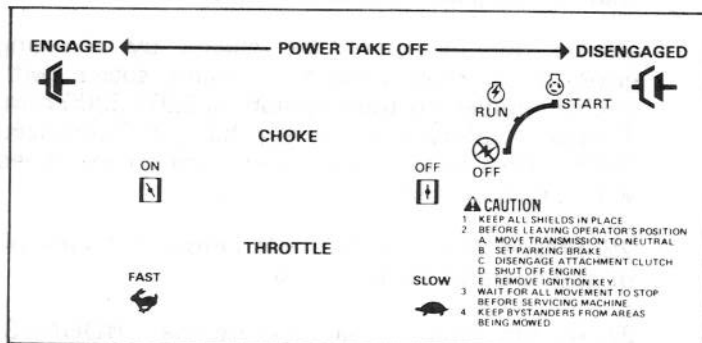 ENGAGED POWER TAKE OFF DISENGAGED
RUN START
OFF
CHOKE
ON OFF
CAUTION
1 KEEP ALL SHIELDS IN PLACE
2. BEFORE LEAVING OPERATOR'S POSITION
A. MOVE TRANSMISSION TO NEUTRAL
B SET PARKING BRAKE
C DISENGAGE ATTACHMENT CLUTCH
D SHUT OFF ENGINE
E REMOVE IGNITION KEY
3 WAIT FOR ALL MOVEMENT TO STOP
BEFORE SERVICING MACHINE
4 KEEP BYSTANDERS FROM AREAS
BEING MOWED
THROTTLE
FAST SLOW